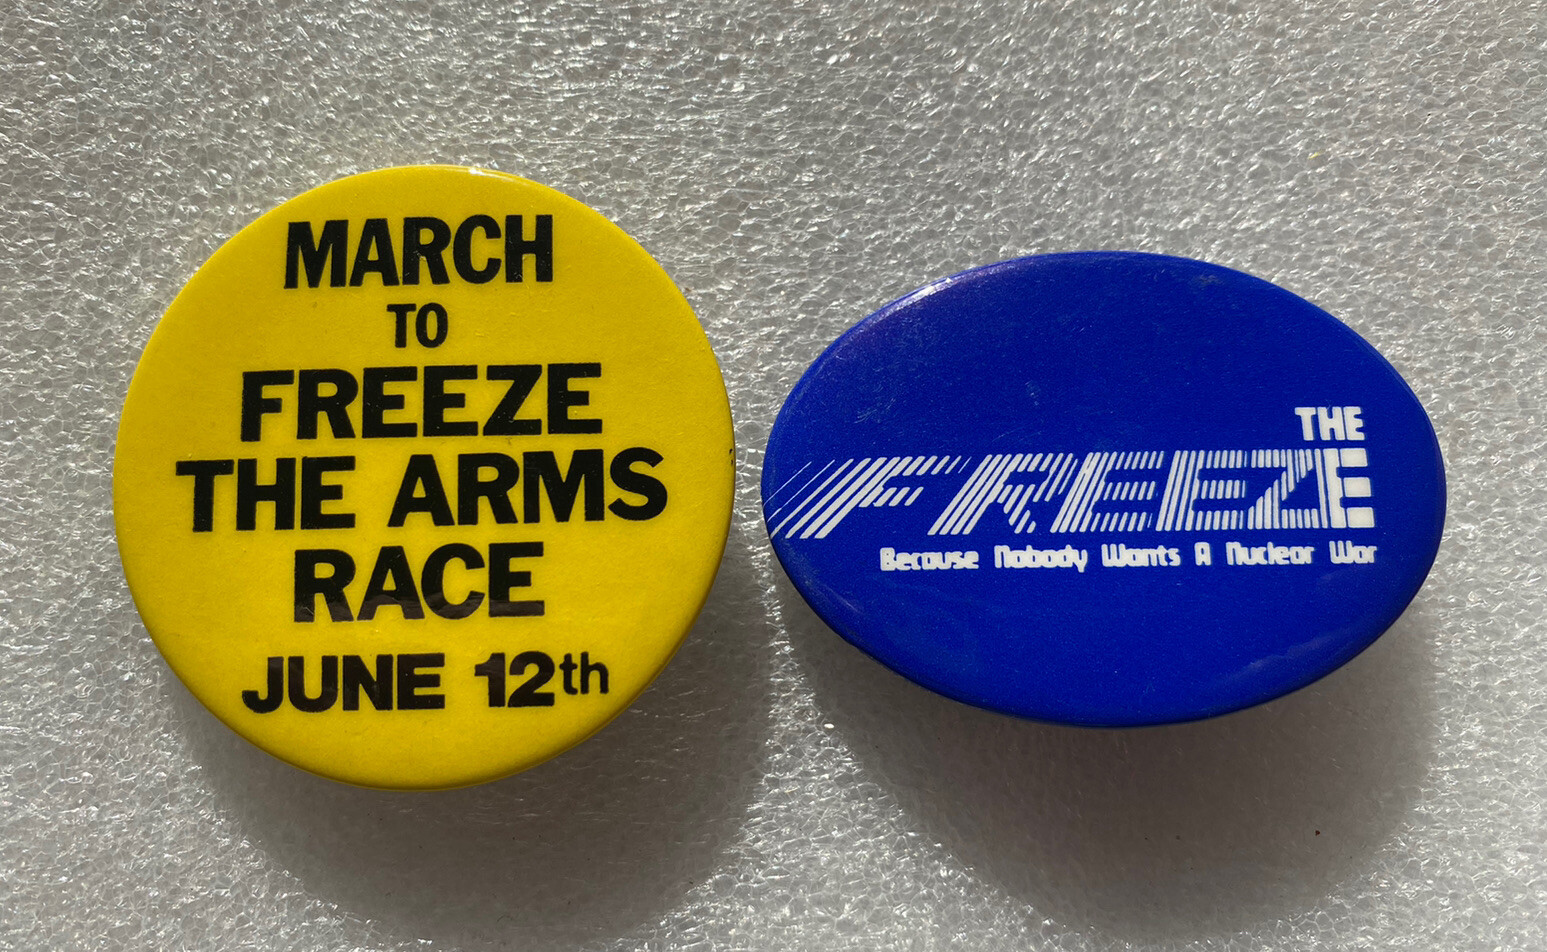 MARCH
TO
FREEZE
THE ARMS
RACE
JUNE 12th
THE
FREEZE
Because Nobody Wants A Nuclear War